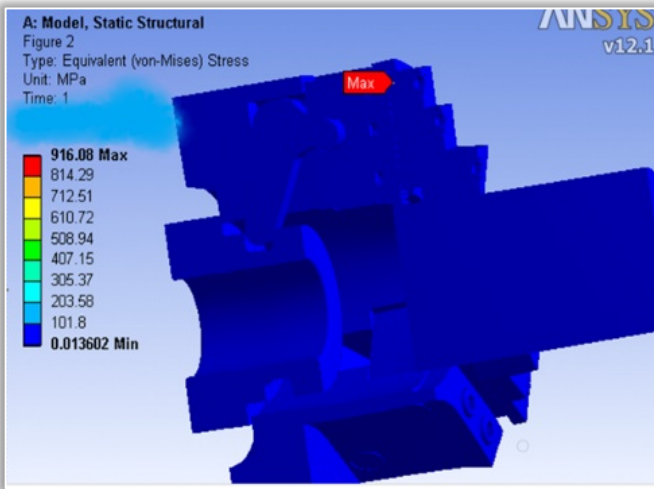 A: Model, Static Structural
Figure 2
Type: Equivalent (von-Mises) Stress
Unit: MPa
Time: 1
ANSYS
v12.1
Max
916.08 Max
814.29
712.51
610.72
508.94
407.15
305.37
203.58
101.8
0.013602 Min